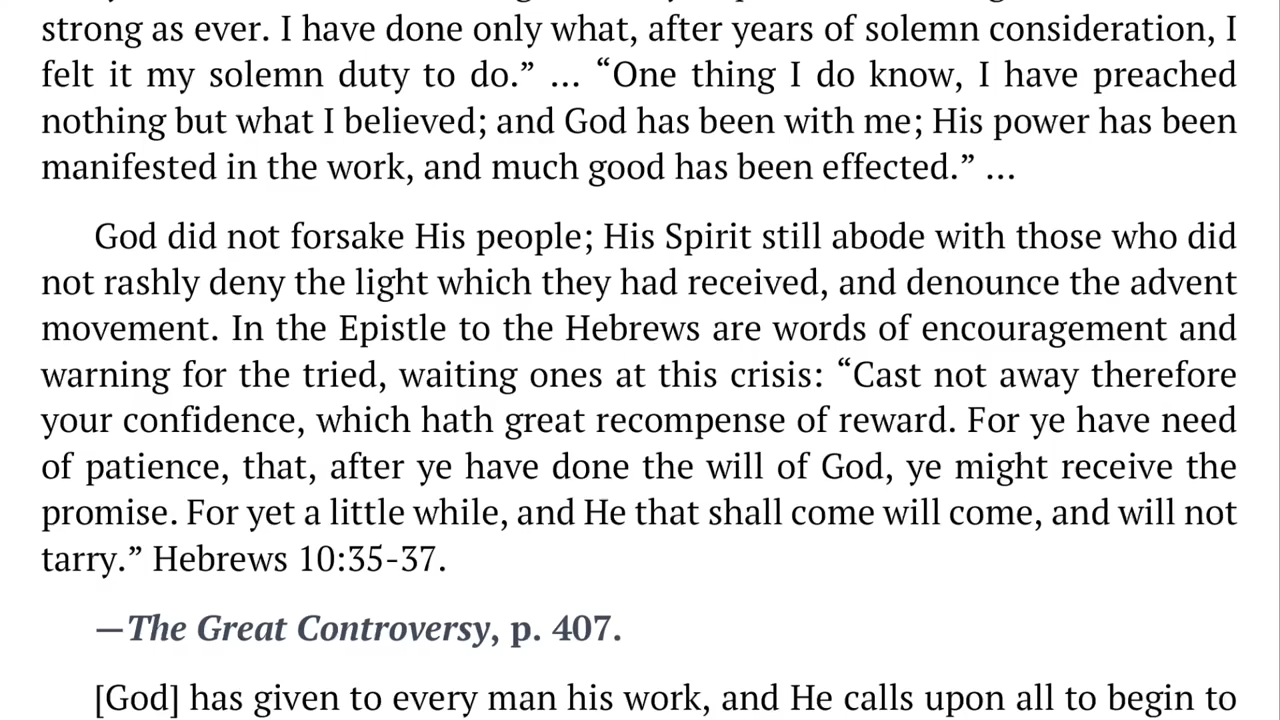 strong as ever. I have done only what, after years of solemn consideration, I
felt it my solemn duty to do.” ... “One thing I do know, I have preached
nothing but what I believed; and God has been with me; His power has been
manifested in the work, and much good has been effected.” ...
God did not forsake His people; His Spirit still abode with those who did
not rashly deny the light which they had received, and denounce the advent
movement. In the Epistle to the Hebrews are words of encouragement and
warning for the tried, waiting ones at this crisis: “Cast not away therefore
your confidence, which hath great recompense of reward. For ye have need
of patience, that, after ye have done the will of God, ye might receive the
promise. For yet a little while, and He that shall come will come, and will not
tarry.” Hebrews 10:35-37.
—The Great Controversy, p. 407.
[God] has given to every man his work, and He calls upon all to begin to